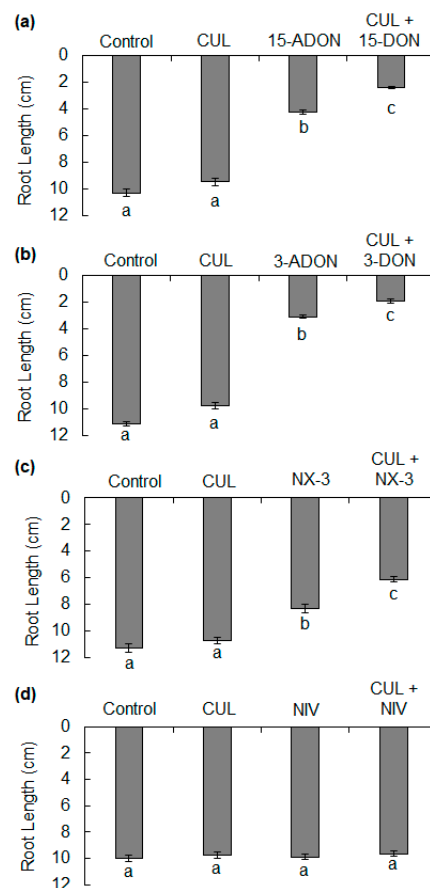 (a)
CUL +
Control CUL 15-ADON 15-DON
0
2
4
6
8
10
12
Root Length (cm)
a a b c
(b)
CUL +
Control CUL 3-ADON 3-DON
0
2
4
6
8
10
12
Root Length (cm)
a a b c
(c)
CUL +
Control CUL NX-3 NX-3
0
2
4
6
8
10
12
Root Length (cm)
a a b c
(d)
CUL +
Control CUL NIV NIV
0
2
4
6
8
10
12
Root Length (cm)
a a a a